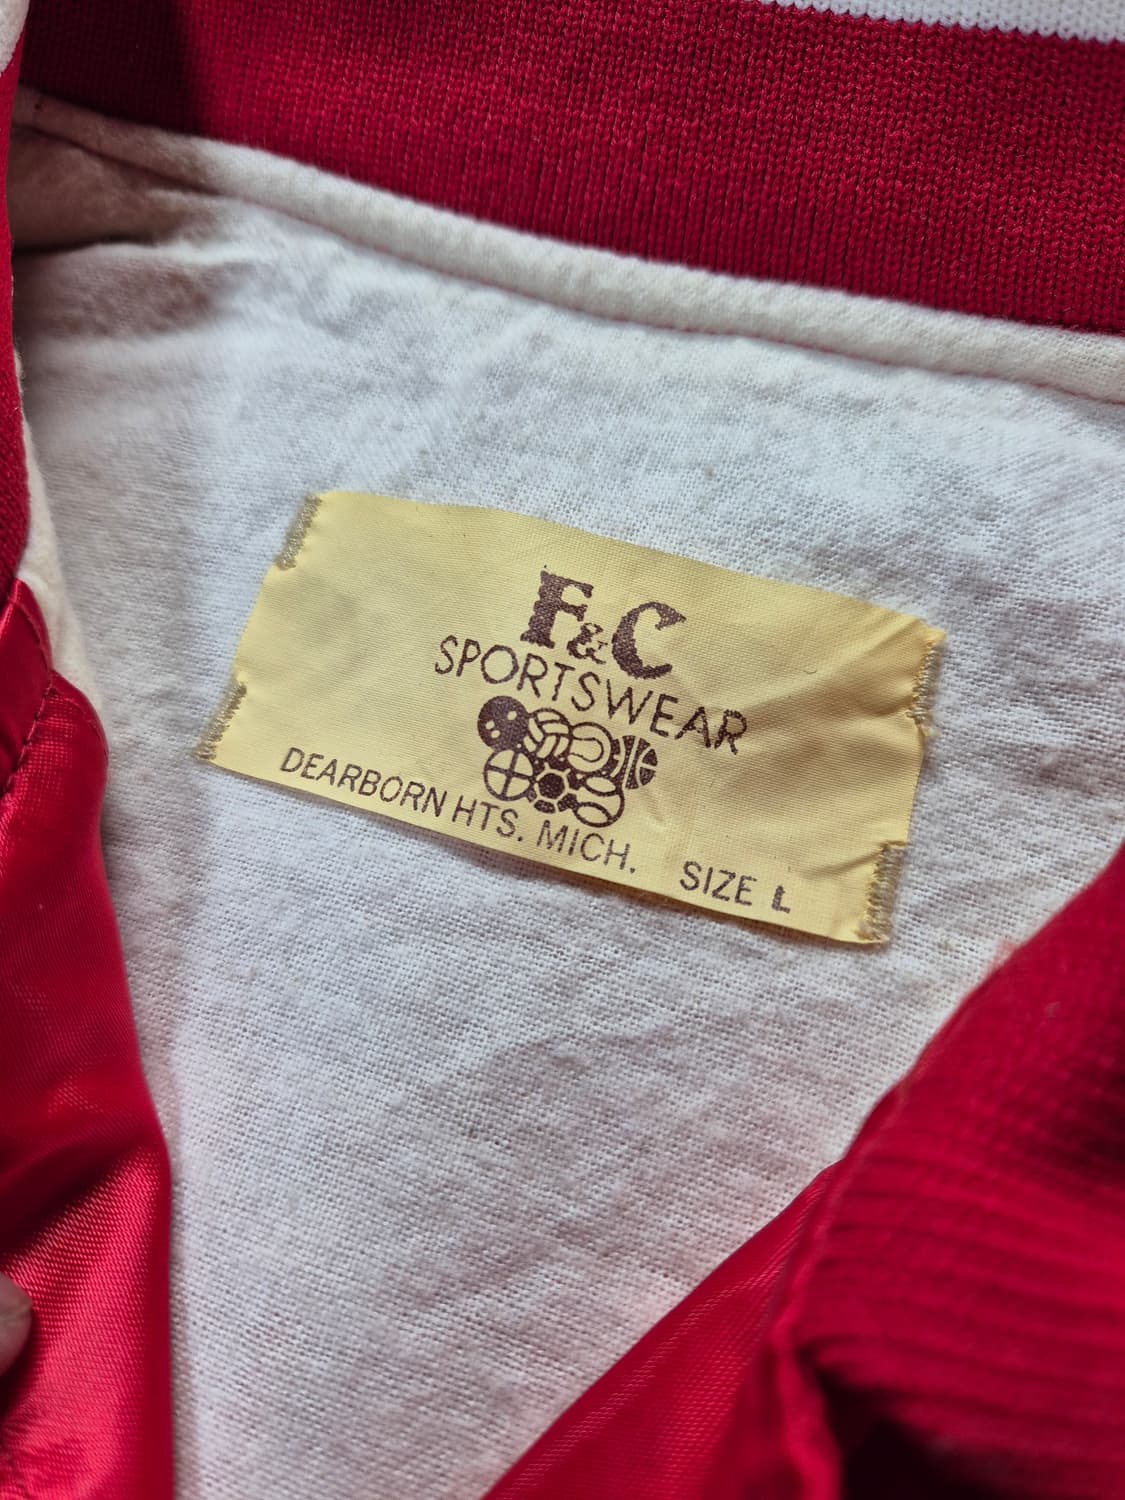 F&C
SPORTSWEAR
DEARBORN HTS. MICH. SIZE L